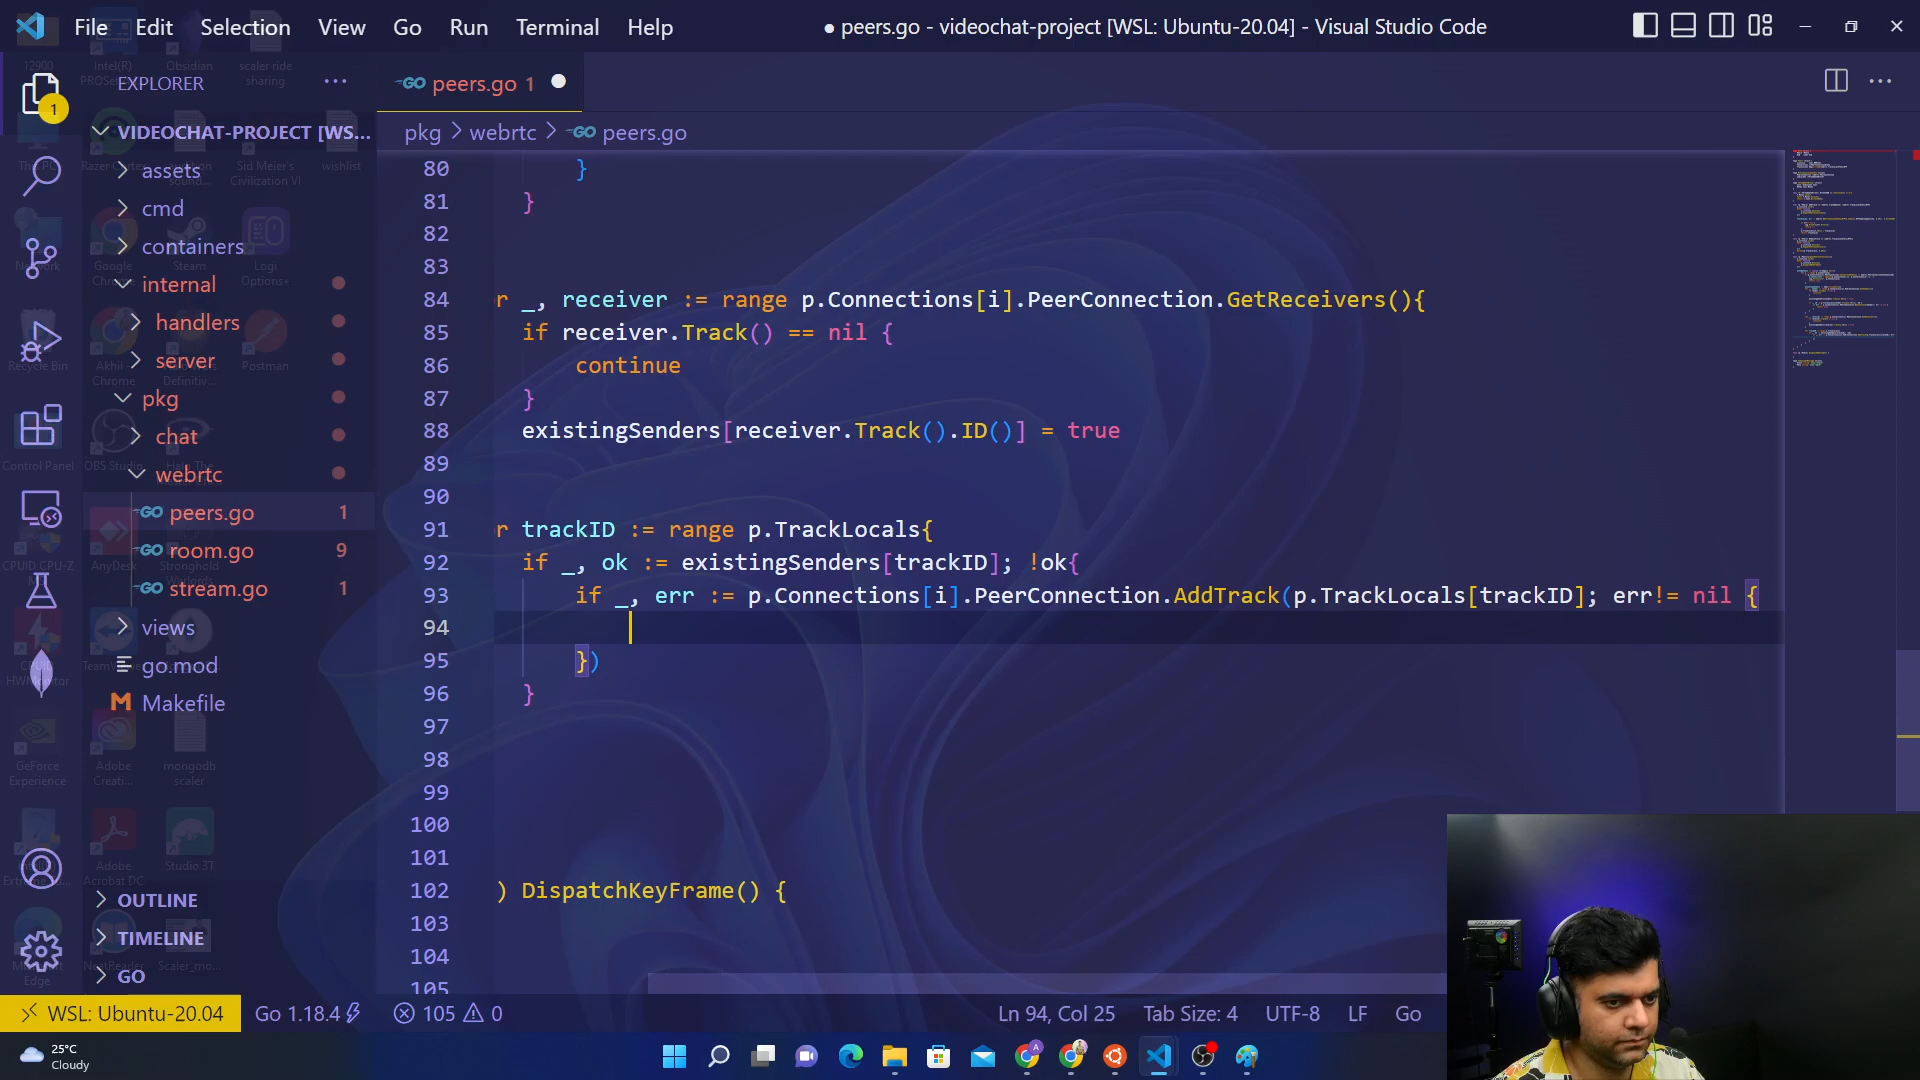 File Edit Selection View Go Run Terminal Help
● peers.go - videochat-project [WSL: Ubuntu-20.04] - Visual Studio Code
EXPLORER
GO peers.go 1
1
VIDEOCHAT-PROJECT [WS...
pkg > webrtc > GO peers.go
assets
cmd
containers
internal
handlers
server
pkg
chat
webrtc
GO peers.go 1
GO room.go 9
GO stream.go 1
views
go.mod
M Makefile
OUTLINE
TIMELINE
GO
80 }
81 }
82
83
84 r _, receiver := range p.Connections[i].PeerConnection.GetReceivers(){
85 if receiver.Track() == nil {
86 continue
87 }
88 existingSenders[receiver.Track().ID()] = true
89
90
91 r trackID := range p.TrackLocals{
92 if _, ok := existingSenders[trackID]; !ok{
93 if _, err := p.Connections[i].PeerConnection.AddTrack(p.TrackLocals[trackID]; err!= nil {
94
95 })
96 }
97
98
99
100
101
102 ) DispatchKeyFrame() {
103
104
105
WSL: Ubuntu-20.04 Go 1.18.4 105 0 Ln 94, Col 25 Tab Size: 4 UTF-8 LF Go
25°C
Cloudy